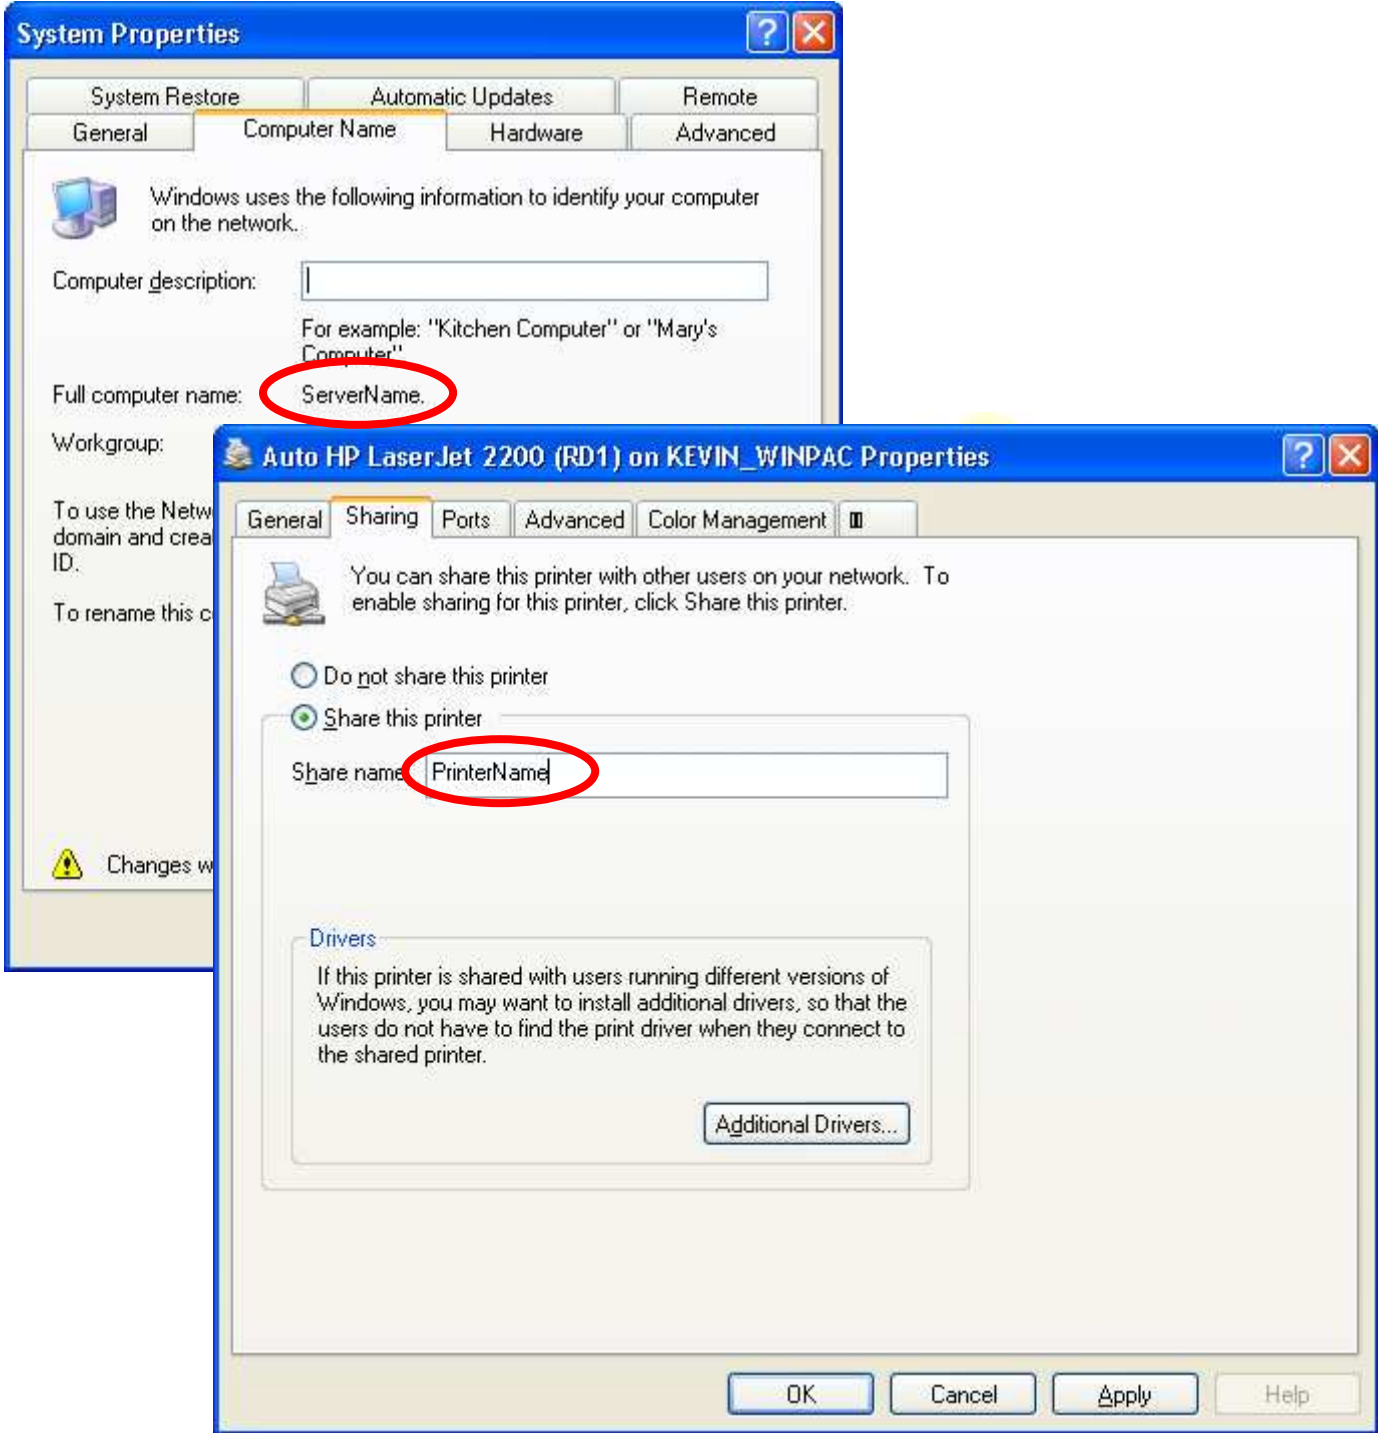 System Properties
System Restore
Automatic Updates
Remote
General
Computer Name
Hardware
Advanced
Windows uses the following information to identify your computer
on the network.
Computer description:
For example: "Kitchen Computer" or "Mary's
Computer".
Full computer name:
ServerName.
Workgroup:
To use the Netw
domain and crea
ID.
To rename this c
Changes w
Auto HP LaserJet 2200 (RD1) on KEVIN_WINPAC Properties
General
Sharing
Ports
Advanced
Color Management
You can share this printer with other users on your network. To
enable sharing for this printer, click Share this printer.
Do not share this printer
Share this printer
Share name
PrinterName
Drivers
If this printer is shared with users running different versions of
Windows, you may want to install additional drivers, so that the
users do not have to find the print driver when they connect to
the shared printer.
Additional Drivers...
OK
Cancel
Apply
Help